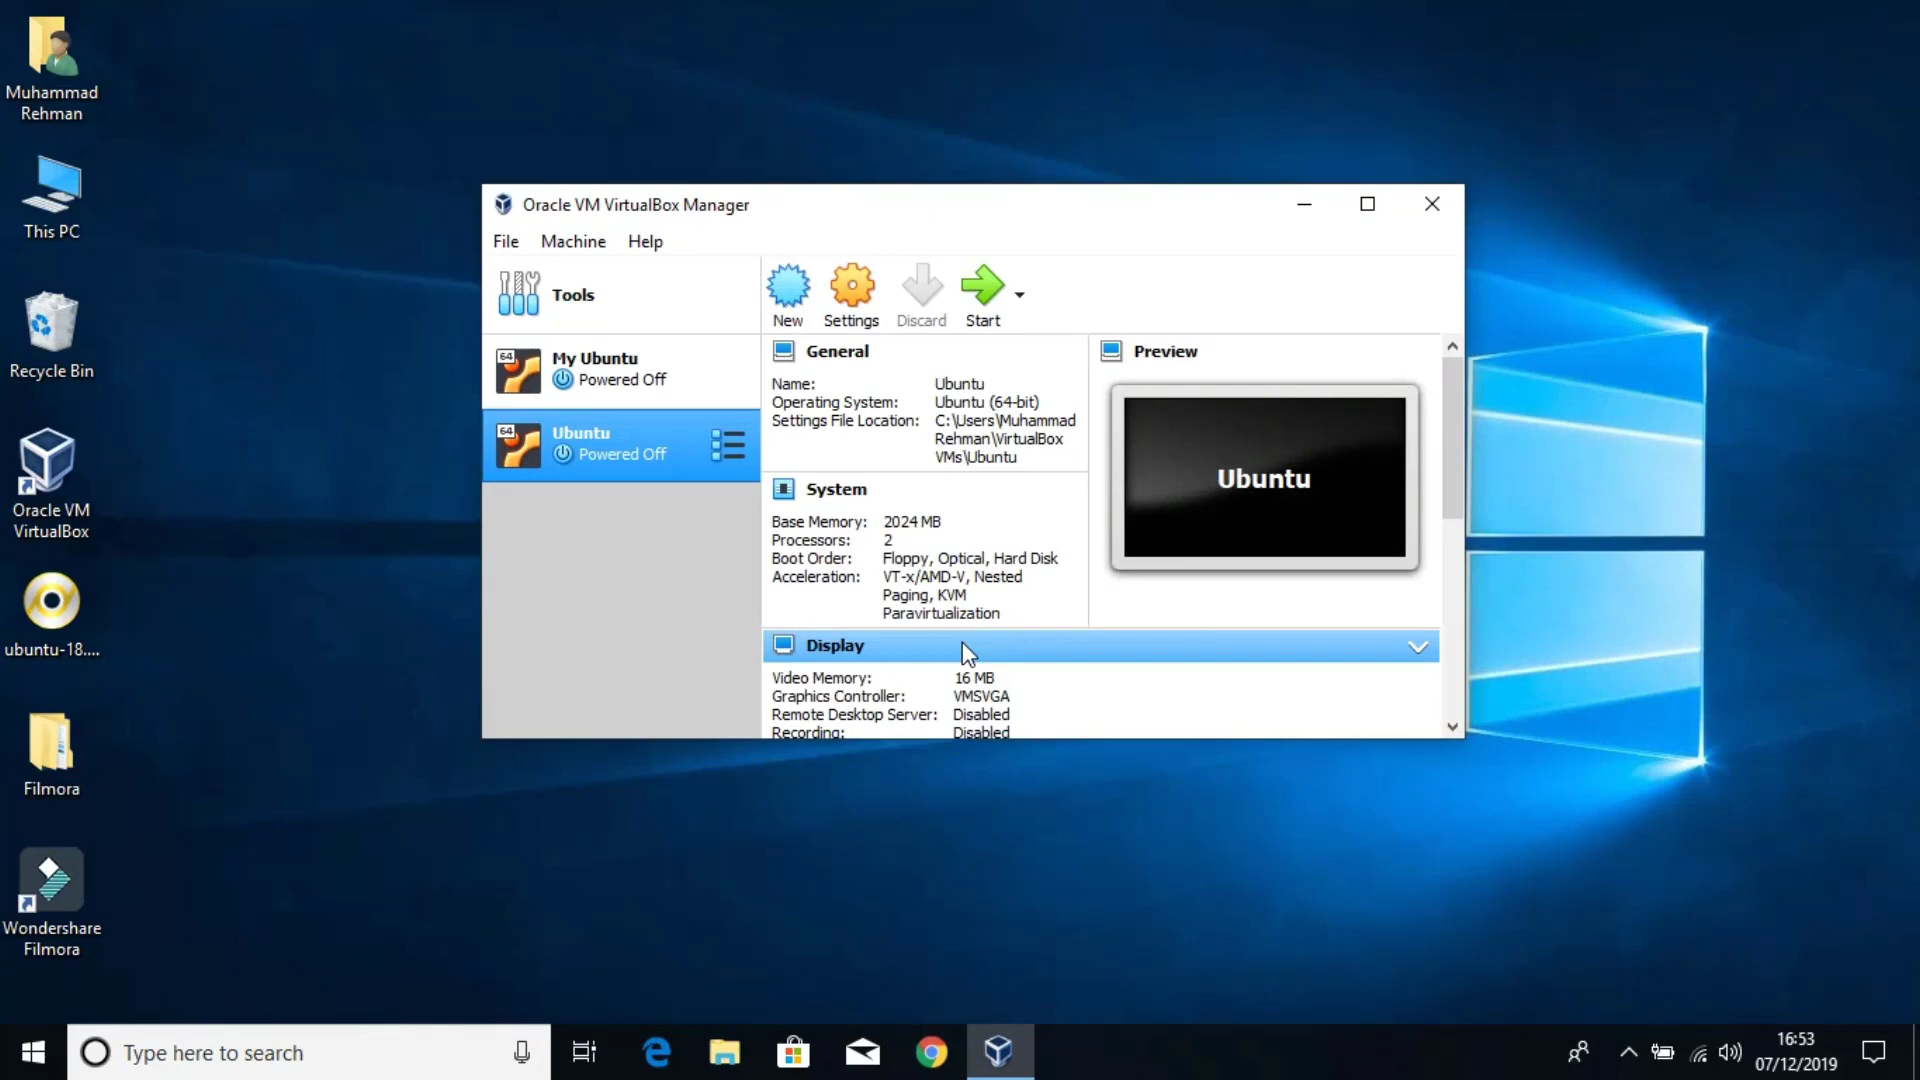 Muhammad
Rehman
This PC
Recycle Bin
Oracle VM
VirtualBox
ubuntu-18....
Filmora
Wondershare
Filmora
Oracle VM VirtualBox Manager
File Machine Help
Tools
New Settings Discard Start
64 My Ubuntu
Powered Off
64 Ubuntu
Powered Off
General
Name: Ubuntu
Operating System: Ubuntu (64-bit)
Settings File Location: C:\Users\Muhammad
Rehman\VirtualBox
VMs\Ubuntu
Preview
Ubuntu
System
Base Memory: 2024 MB
Processors: 2
Boot Order: Floppy, Optical, Hard Disk
Acceleration: VT-x/AMD-V, Nested
Paging, KVM
Paravirtualization
Display
Video Memory: 16 MB
Graphics Controller: VMSVGA
Remote Desktop Server: Disabled
Recording: Disabled
Type here to search
16:53
07/12/2019